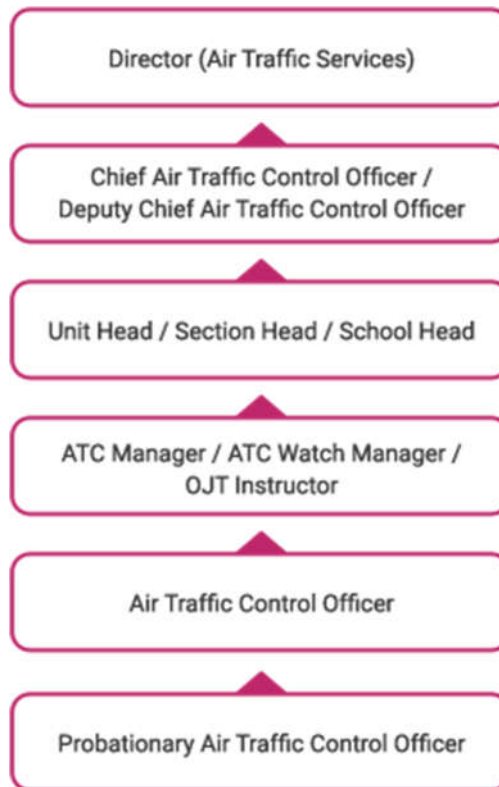 Director (Air Traffic Services)
Chief Air Traffic Control Officer /
Deputy Chief Air Traffic Control Officer
Unit Head / Section Head / School Head
ATC Manager / ATC Watch Manager /
OJT Instructor
Air Traffic Control Officer
Probationary Air Traffic Control Officer